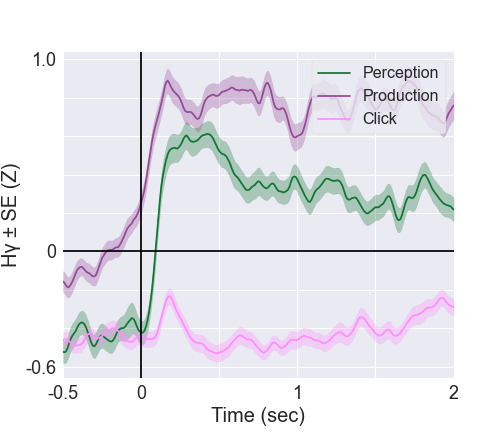 1.0
0
-0.6
Hγ ± SE (Z)
Perception
Production
Click
-0.5 0 1 2
Time (sec)